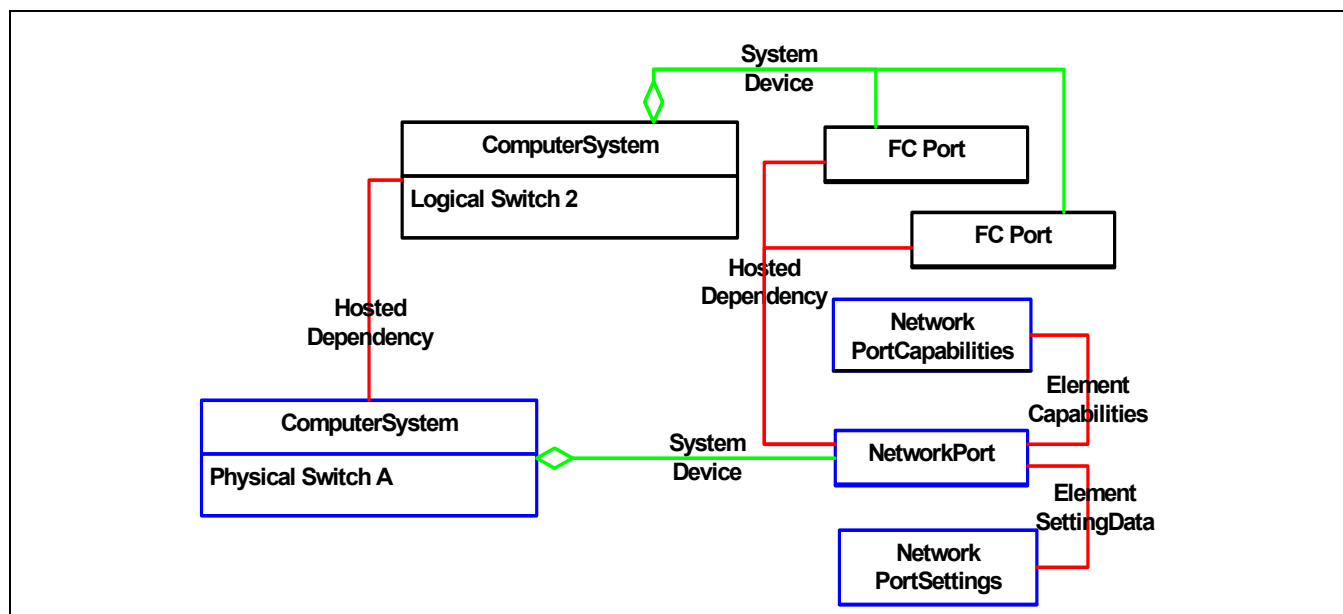 System
Device
ComputerSystem
Logical Switch 2
FC Port
FC Port
Hosted
Dependency
Network
PortCapabilities
Hosted
Dependency
Element
Capabilities
ComputerSystem
Physical Switch A
System
Device
NetworkPort
Element
SettingData
Network
PortSettings